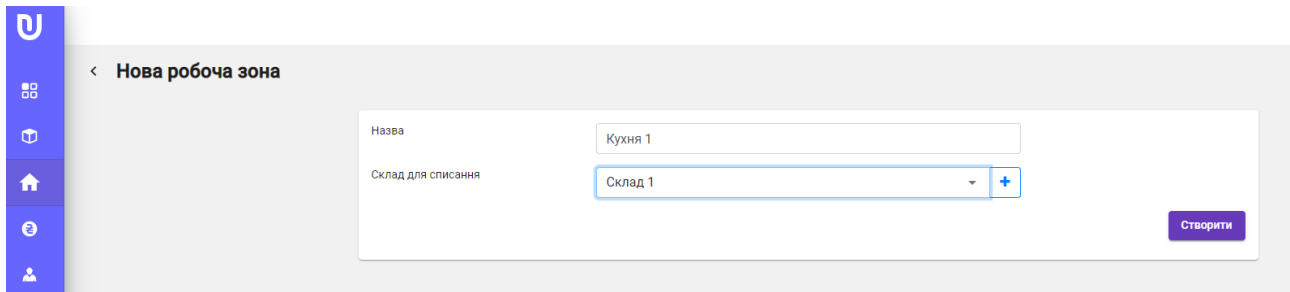 Нова робоча зона
Назва
Кухня 1
Склад для списання
Склад 1
Створити